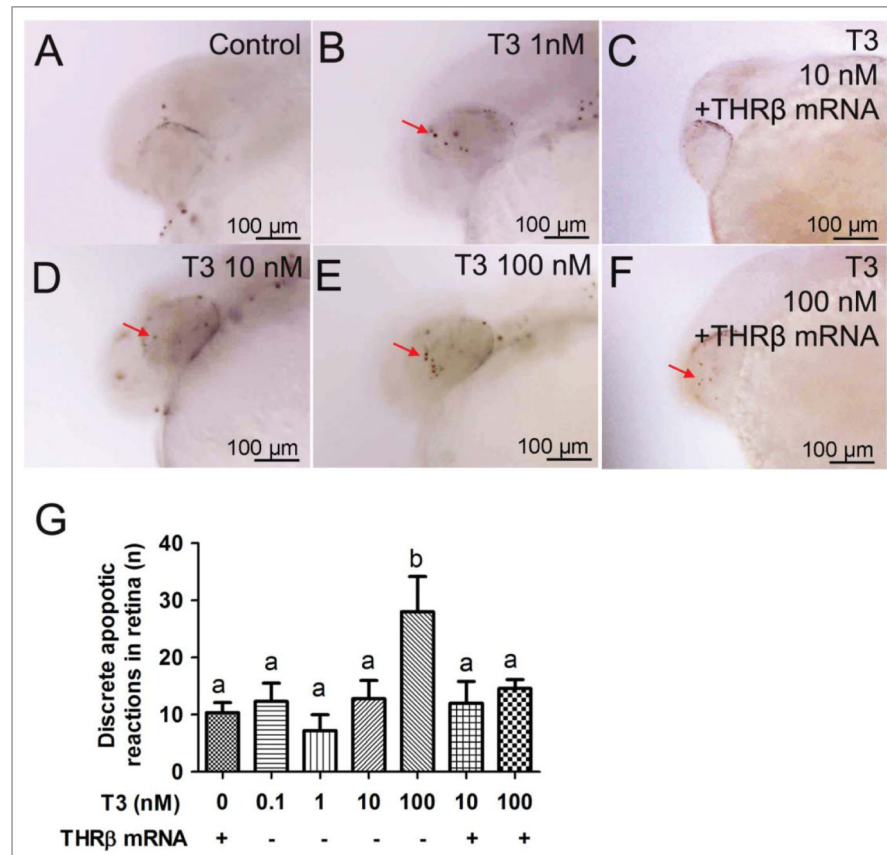 A Control
B T3 1nM
C T3
10 nM
+THRβ mRNA
100 µm
100 µm
100 µm
D T3 10 nM
E T3 100 nM
F T3
100 nM
+THRβ mRNA
100 µm
100 µm
100 µm
G
Discrete apopotic
reactions in retina (n)
40
30
20
10
0
a a a a b a a
T3 (nM) 0 0.1 1 10 100 10 100
THRβ mRNA + - - - - + +